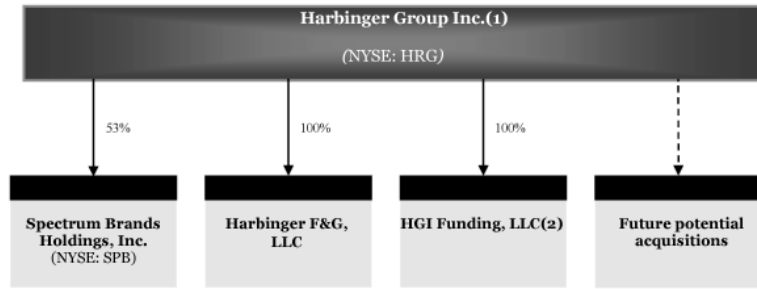 Harbinger Group Inc.(1)
(NYSE: HRG)
53%
100%
100%
Spectrum Brands
Holdings, Inc.
(NYSE: SPB)
Harbinger F&G,
LLC
HGI Funding, LLC(2)
Future potential
acquisitions